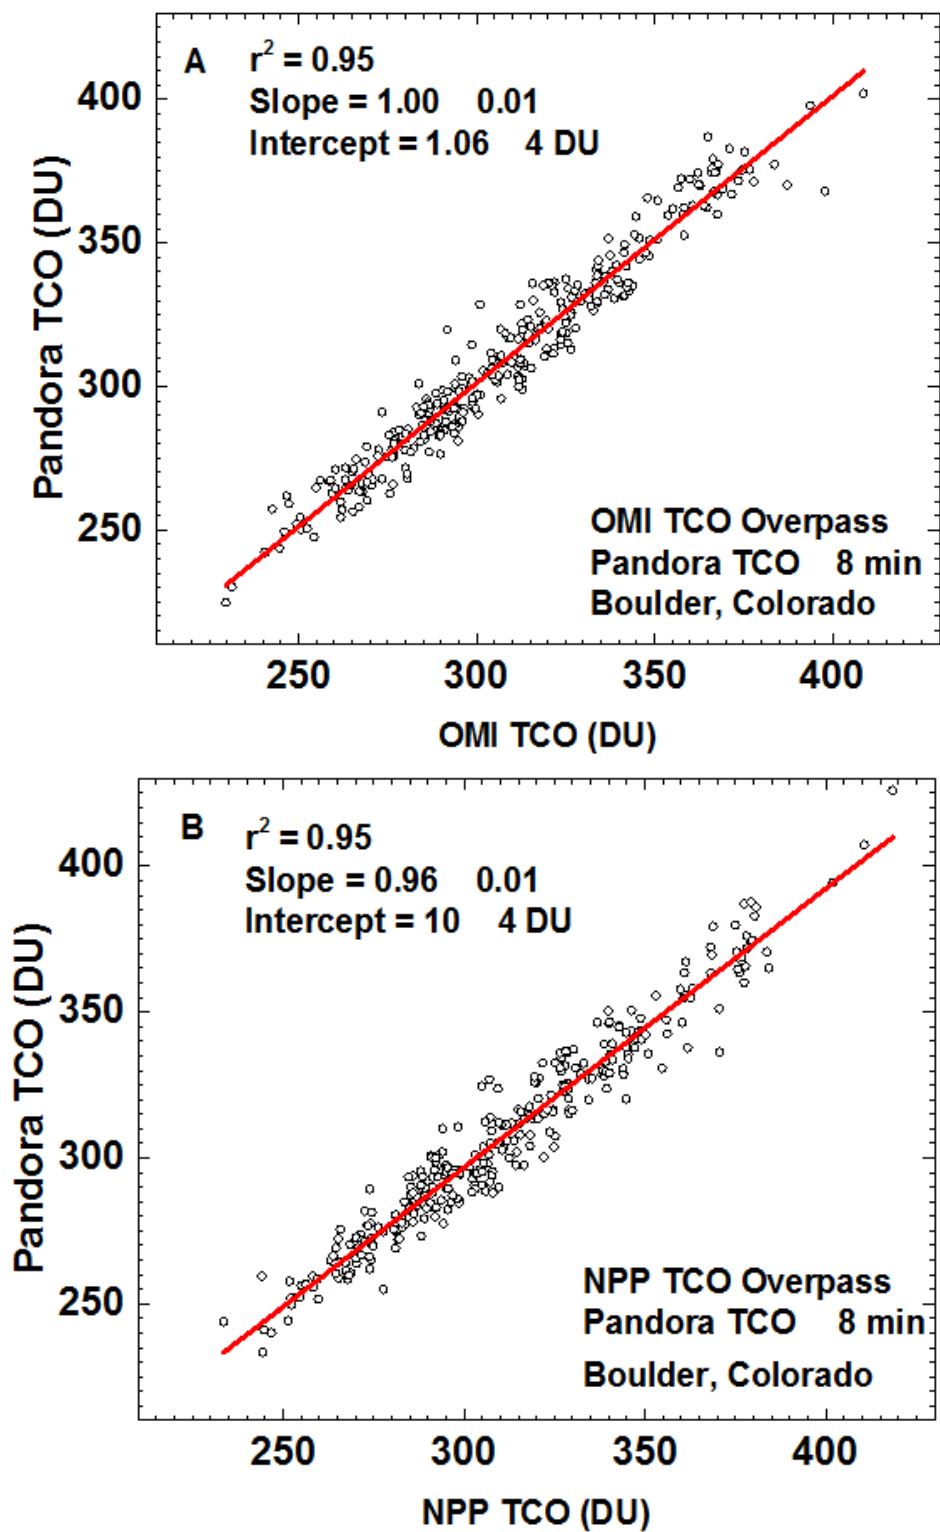 A
r² = 0.95
Slope = 1.00 0.01
Intercept = 1.06 4 DU
400
350
300
250
Pandora TCO (DU)
OMI TCO Overpass
Pandora TCO 8 min
Boulder, Colorado
250 300 350 400
OMI TCO (DU)
B
r² = 0.95
Slope = 0.96 0.01
Intercept = 10 4 DU
400
350
300
250
Pandora TCO (DU)
NPP TCO Overpass
Pandora TCO 8 min
Boulder, Colorado
250 300 350 400
NPP TCO (DU)